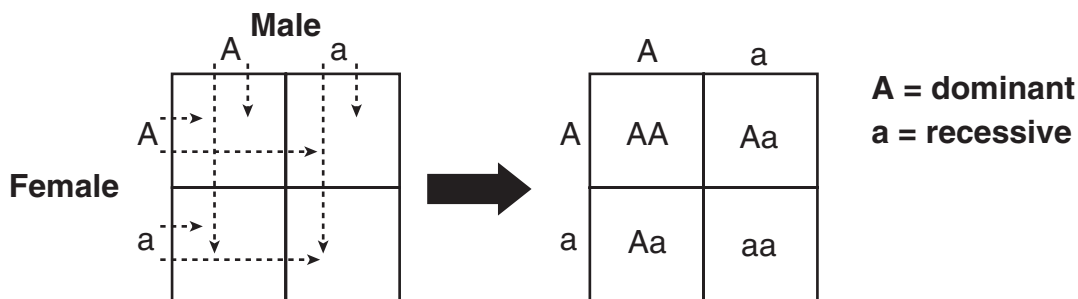 Male
A a
A
Female
a
A a
A AA Aa
a Aa aa
A = dominant
a = recessive